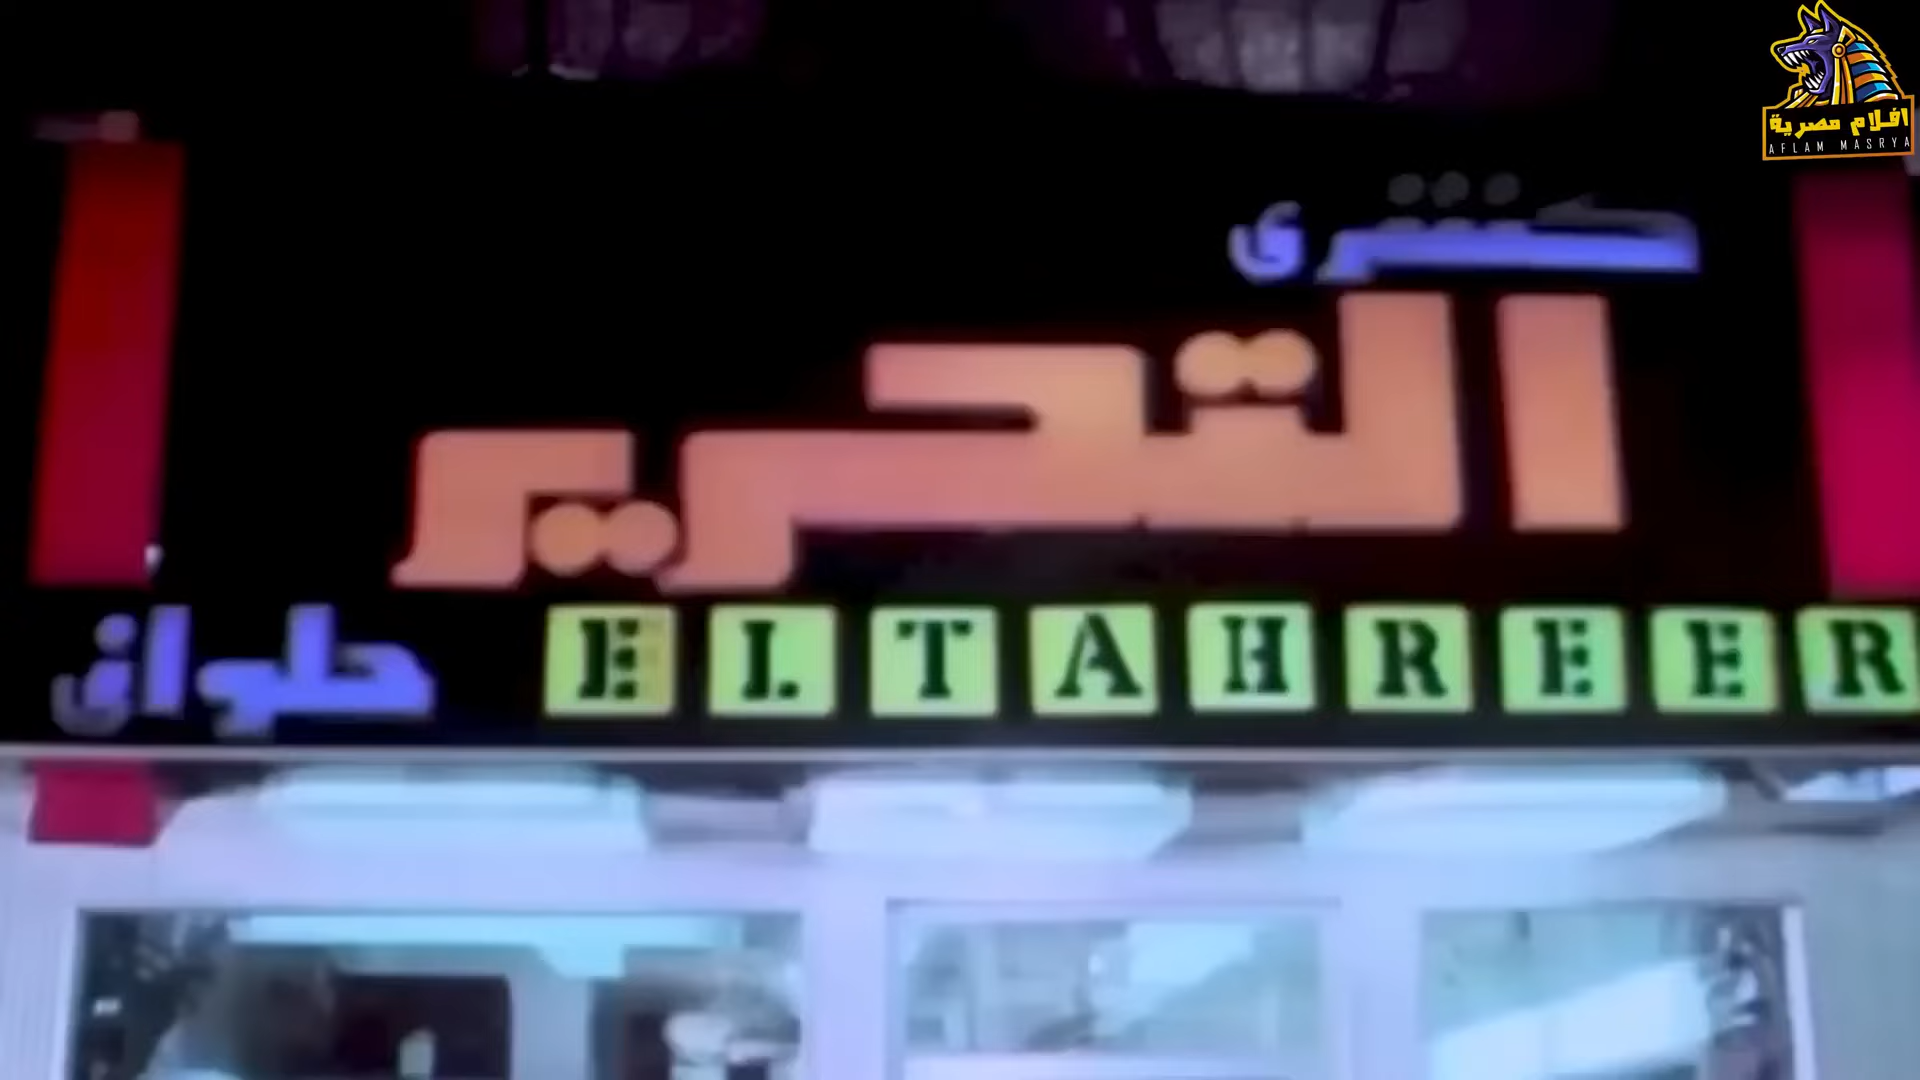 افلام مصرية
AFLAM MASRYA
كشرى
التحرير
حلوانى
ELTAHREER